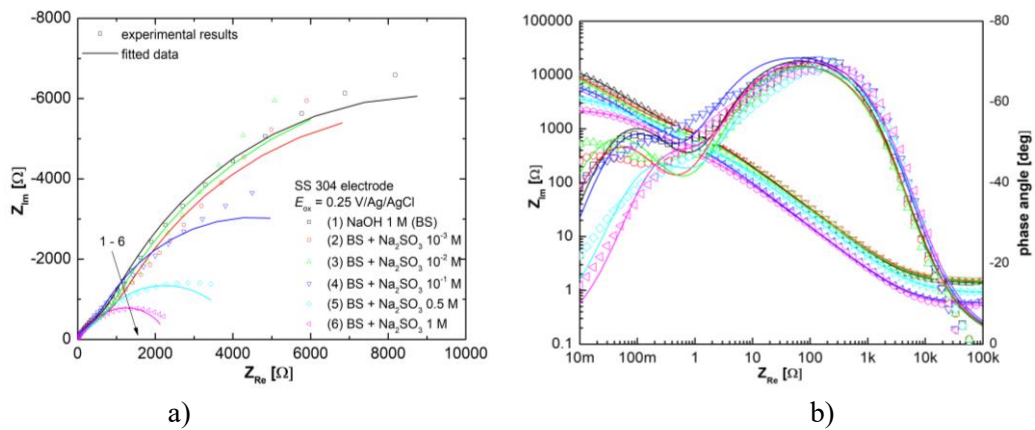 -8000
-6000
-4000
-2000
0
Z_Im [Ω]
0 2000 4000 6000 8000 10000
Z_Re [Ω]
experimental results
fitted data
SS 304 electrode
E_ox = 0.25 V/Ag/AgCl
(1) NaOH 1 M (BS)
(2) BS + Na₂SO₃ 10⁻³ M
(3) BS + Na₂SO₃ 10⁻² M
(4) BS + Na₂SO₃ 10⁻¹ M
(5) BS + Na₂SO₃ 0.5 M
(6) BS + Na₂SO₃ 1 M
1 - 6
a)
100000
10000
1000
100
10
1
0.1
Z_Im [Ω]
10m 100m 1 10 100 1k 10k 100k
Z_Re [Ω]
-80
-60
-40
-20
0
phase angle [deg]
b)